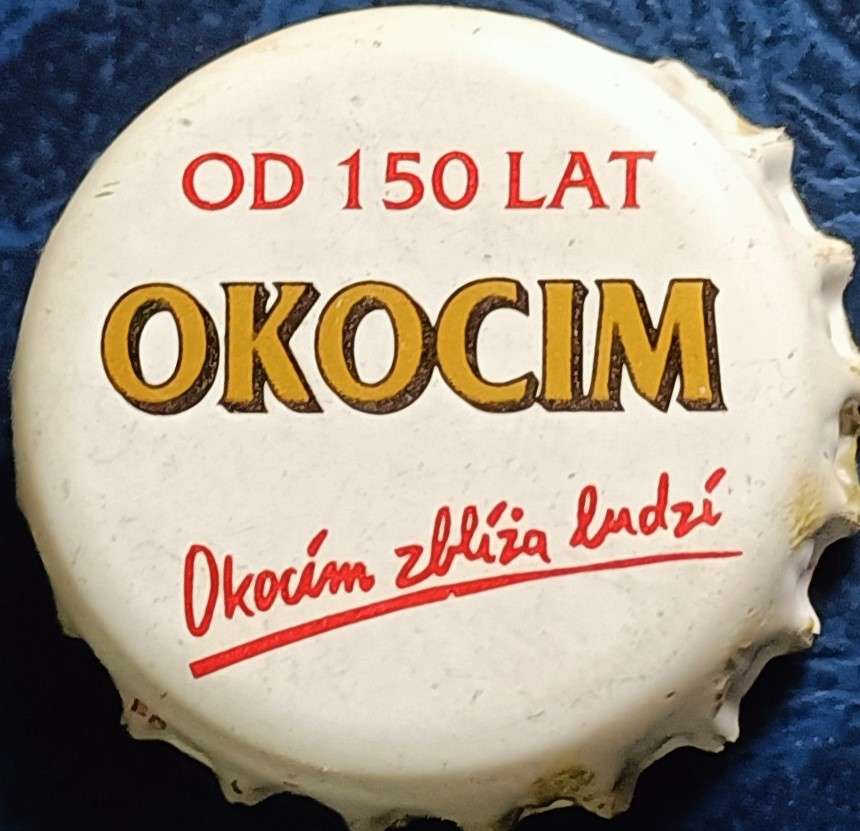 OD 150 LAT
OKOCIM
Okocim zbliża ludzi